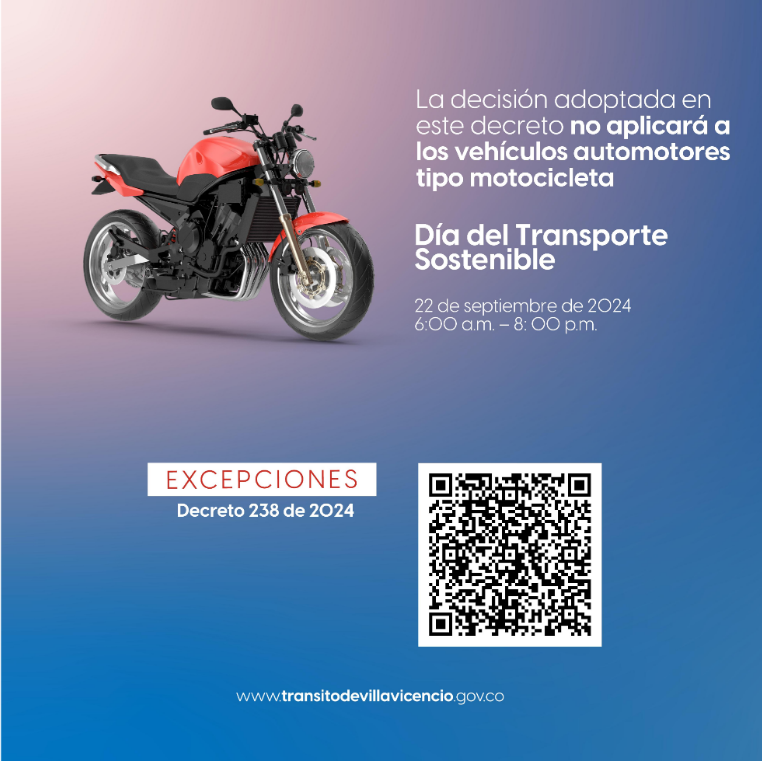 La decisión adoptada en
este decreto no aplicará a
los vehículos automotores
tipo motocicleta
Día del Transporte
Sostenible
22 de septiembre de 2024
6:00 a.m. – 8: 00 p.m.
EXCEPCIONES
Decreto 238 de 2024
www.transitodevillavicencio.gov.co